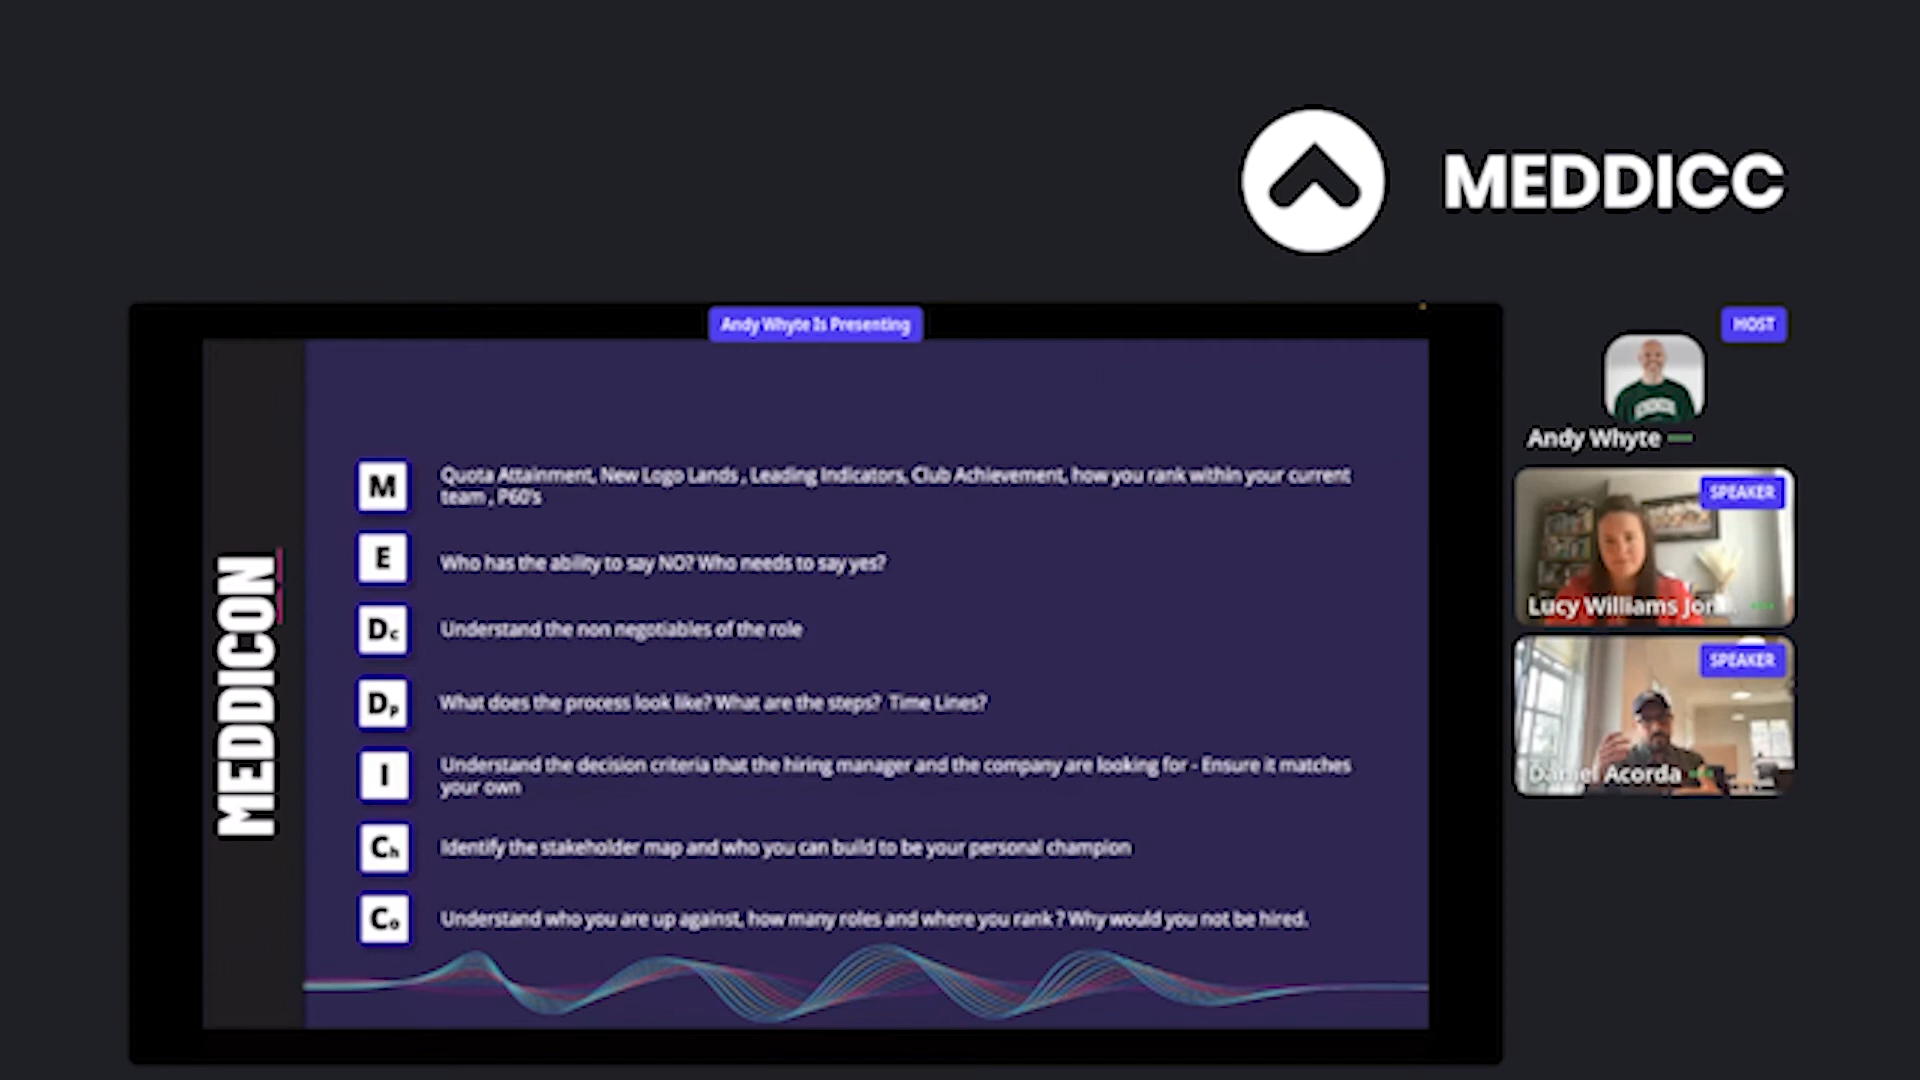 MEDDICC
Andy Whyte Is Presenting
HOST
Andy Whyte
SPEAKER
Lucy Williams Jon...
SPEAKER
Daniel Acorda
MEDDICON
M
Quota Attainment, New Logo Lands , Leading Indicators, Club Achievement, how you rank within your current
team , P60's
E
Who has the ability to say NO? Who needs to say yes?
Dc
Understand the non negotiables of the role
Dp
What does the process look like? What are the steps? Time Lines?
I
Understand the decision criteria that the hiring manager and the company are looking for - Ensure it matches
your own
Ch
Identify the stakeholder map and who you can build to be your personal champion
Co
Understand who you are up against, how many roles and where you rank ? Why would you not be hired.